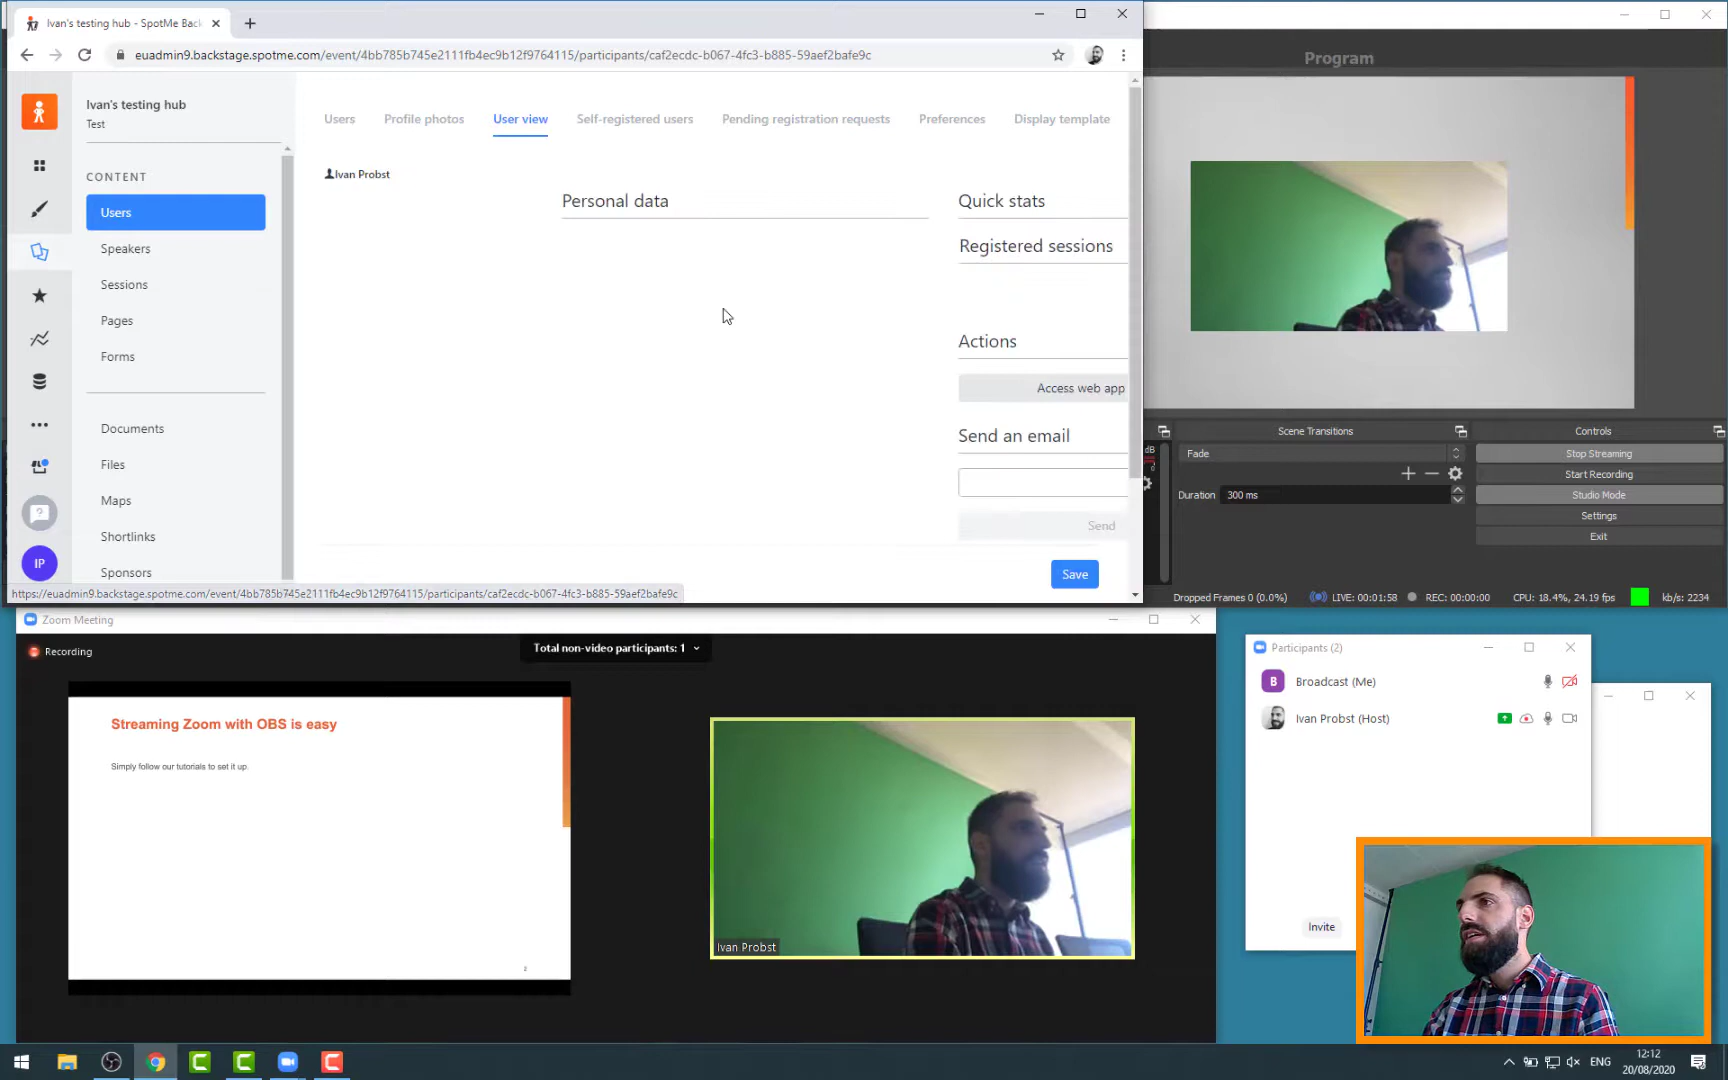 Ivan's testing hub - SpotMe Back
euadmin9.backstage.spotme.com/event/4bb785b745e2111fb4ec9b12f9764115/participants/caf2ecdc-b067-4fc3-b885-59aef2bafe9c
Ivan's testing hub
Test
CONTENT
Users
Speakers
Sessions
Pages
Forms
Documents
Files
Maps
Shortlinks
Sponsors
IP
Users
Profile photos
User view
Self-registered users
Pending registration requests
Preferences
Display template
Ivan Probst
Personal data
Quick stats
Registered sessions
Actions
Access web app
Send an email
Send
Save
https://euadmin9.backstage.spotme.com/event/4bb785b745e2111fb4ec9b12f9764115/participants/caf2ecdc-b067-4fc3-b885-59aef2bafe9c
Program
dB
0
Scene Transitions
Fade
Duration 300 ms
Controls
Stop Streaming
Start Recording
Studio Mode
Settings
Exit
Dropped Frames 0 (0.0%)
LIVE: 00:01:58
REC: 00:00:00
CPU: 18.4%, 24.19 fps
kb/s: 2234
Zoom Meeting
Recording
Total non-video participants: 1
Streaming Zoom with OBS is easy
Simply follow our tutorials to set it up.
2
Ivan Probst
Participants (2)
B
Broadcast (Me)
Ivan Probst (Host)
Invite
ENG
12:12
20/08/2020